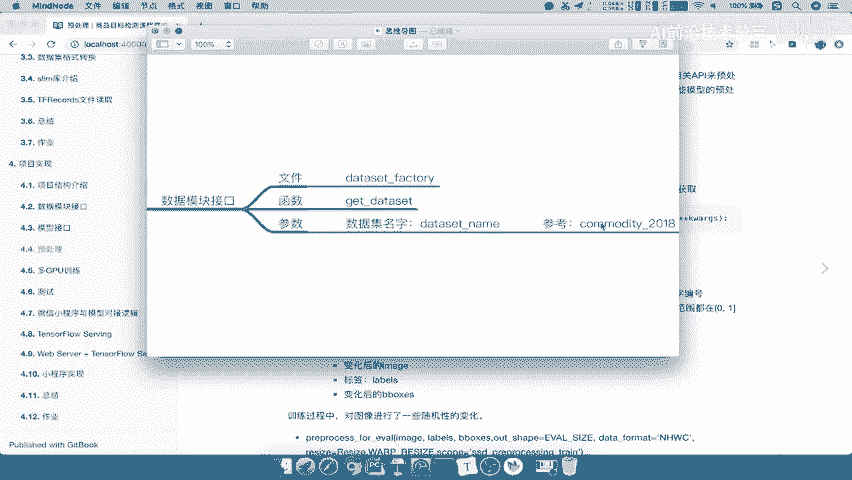 MindNode 文件 编辑 节点 格式 视图 窗口 帮助
100%
预处理 | 商品目标检测课程
localhost:4000
思维导图 — 已编辑
100%
3.3. 数据集格式转换
3.4. slim库介绍
3.5. TFRecords文件读取
3.6. 总结
3.7. 作业
4. 项目实现
4.1. 项目结构介绍
4.2. 数据模块接口
4.3. 模型接口
4.4. 预处理
4.5. 多GPU训练
4.6. 测试
4.7. 微信小程序与模型对接逻辑
4.8. TensorFlow Serving
4.9. Web Server + TensorFlow Se
4.10. 小程序实现
4.11. 总结
4.12. 作业
Published with GitBook
数据模块接口
文件 dataset_factory
函数 get_dataset
参数 数据集名字：dataset_name 参考：commodity_2018
关API来预处
些模型的预处
获取
**kwargs):
字编号
范围都在(0, 1]
变化后的image
标签：labels
变化后的bboxes
训练过程中，对图像进行了一些随机性的变化。
preprocess_for_eval(image, labels, bboxes,out_shape=EVAL_SIZE, data_format='NHWC',
resize=Resize.WARP_RESIZE,scope='ssd_preprocessing_train')...